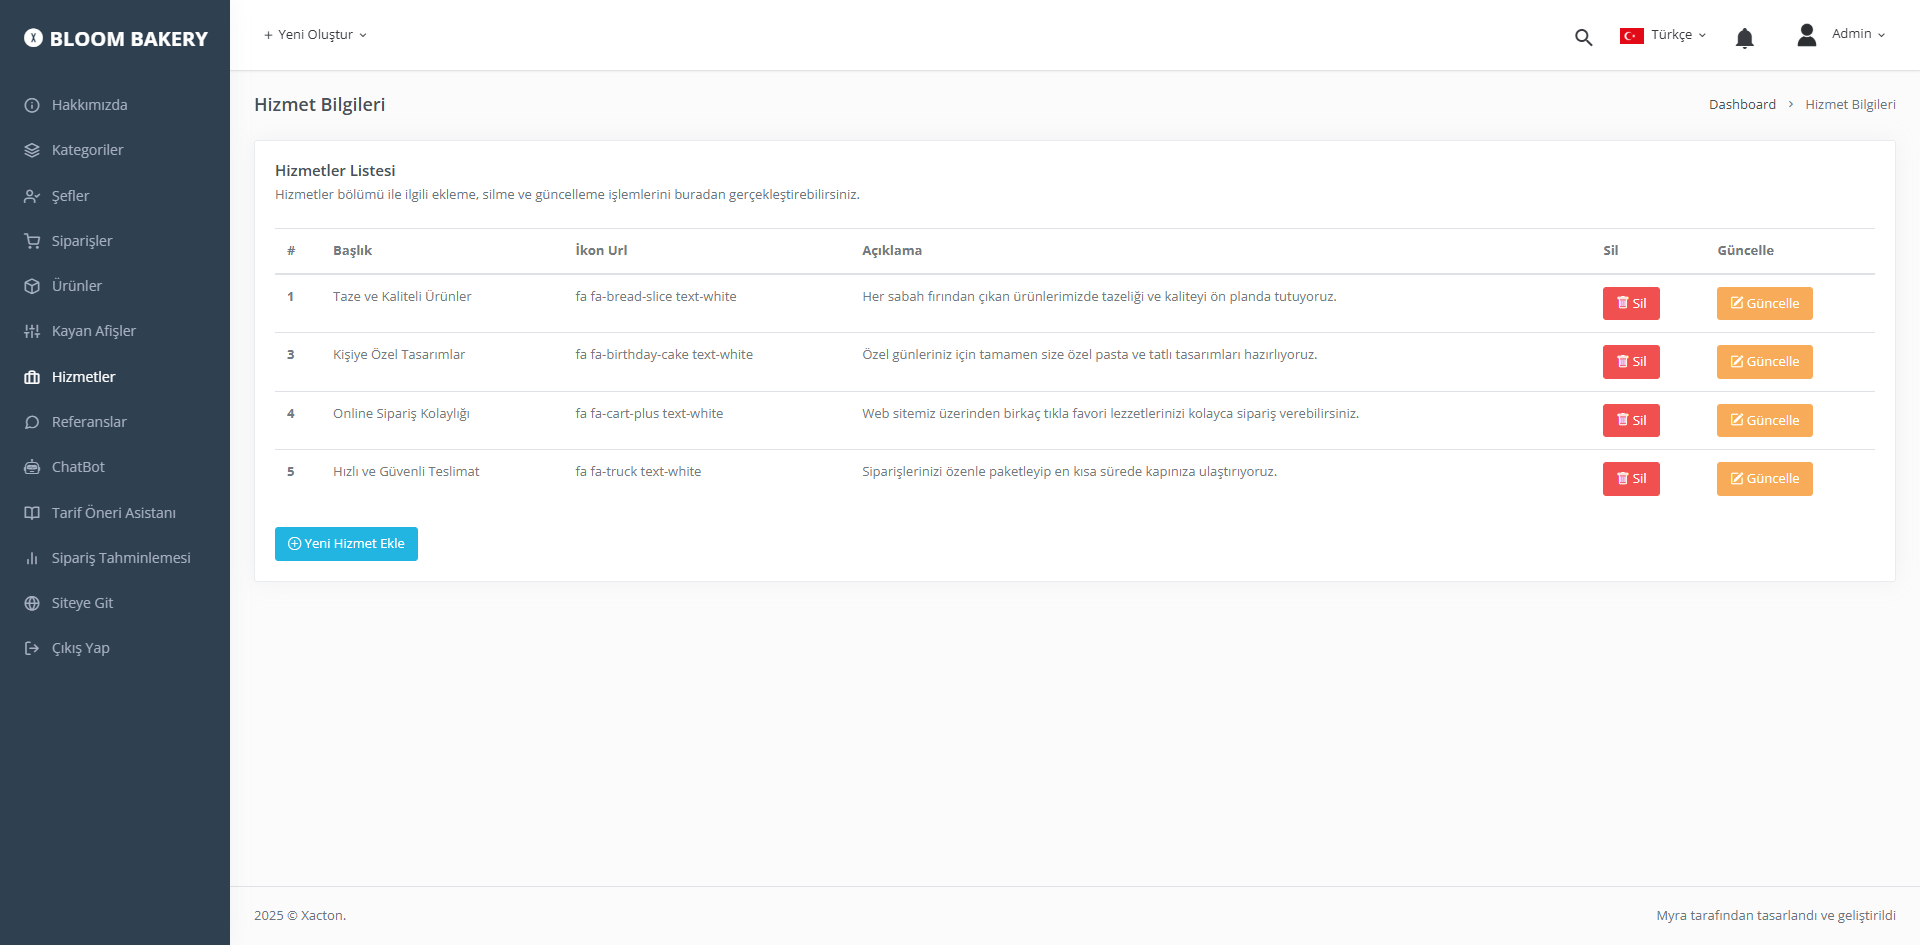 BLOOM BAKERY
+ Yeni Oluştur
Türkçe
Admin
Hakkımızda
Kategoriler
Şefler
Siparişler
Ürünler
Kayan Afişler
Hizmetler
Referanslar
ChatBot
Tarif Öneri Asistanı
Sipariş Tahminlemesi
Siteye Git
Çıkış Yap
Hizmet Bilgileri
Dashboard > Hizmet Bilgileri
Hizmetler Listesi
Hizmetler bölümü ile ilgili ekleme, silme ve güncelleme işlemlerini buradan gerçekleştirebilirsiniz.
# Başlık İkon Url Açıklama Sil Güncelle
1 Taze ve Kaliteli Ürünler fa fa-bread-slice text-white Her sabah fırından çıkan ürünlerimizde tazeliği ve kaliteyi ön planda tutuyoruz. Sil Güncelle
3 Kişiye Özel Tasarımlar fa fa-birthday-cake text-white Özel günleriniz için tamamen size özel pasta ve tatlı tasarımları hazırlıyoruz. Sil Güncelle
4 Online Sipariş Kolaylığı fa fa-cart-plus text-white Web sitemiz üzerinden birkaç tıkla favori lezzetlerinizi kolayca sipariş verebilirsiniz. Sil Güncelle
5 Hızlı ve Güvenli Teslimat fa fa-truck text-white Siparişlerinizi özenle paketleyip en kısa sürede kapınıza ulaştırıyoruz. Sil Güncelle
Yeni Hizmet Ekle
2025 © Xacton.
Myra tarafından tasarlandı ve geliştirildi